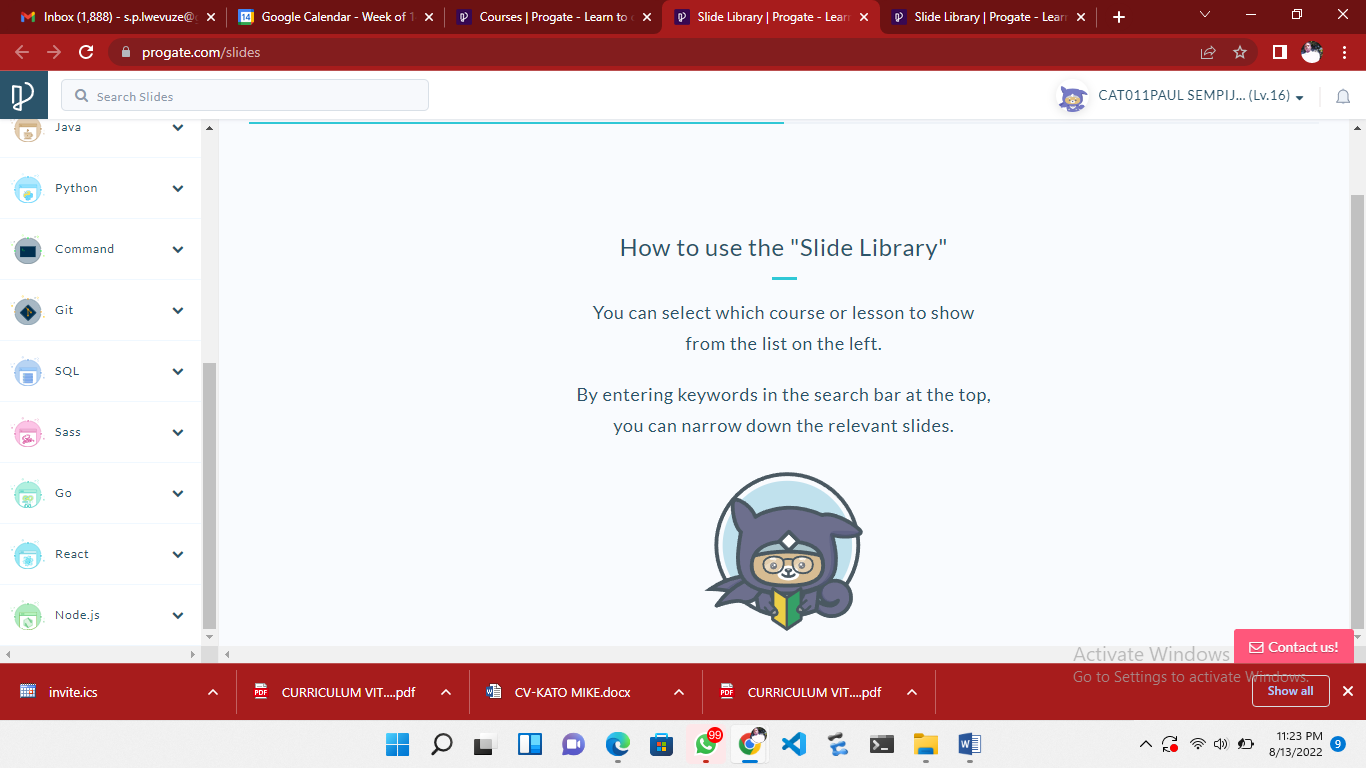 Inbox (1,888) - s.p.lwevuze@
Google Calendar - Week of
Courses | Progate - Learn to
Slide Library | Progate - Learn
Slide Library | Progate - Learn
progate.com/slides
Search Slides
CAT011PAUL SEMPIJ... (Lv.16)
Java
Python
Command
Git
SQL
Sass
Go
React
Node.js
How to use the "Slide Library"
You can select which course or lesson to show
from the list on the left.
By entering keywords in the search bar at the top,
you can narrow down the relevant slides.
Contact us!
Activate Windows
Go to Settings to activate Windows.
invite.ics
PDF
CURRICULUM VIT....pdf
CV-KATO MIKE.docx
PDF
CURRICULUM VIT....pdf
Show all
99
11:23 PM
8/13/2022
9